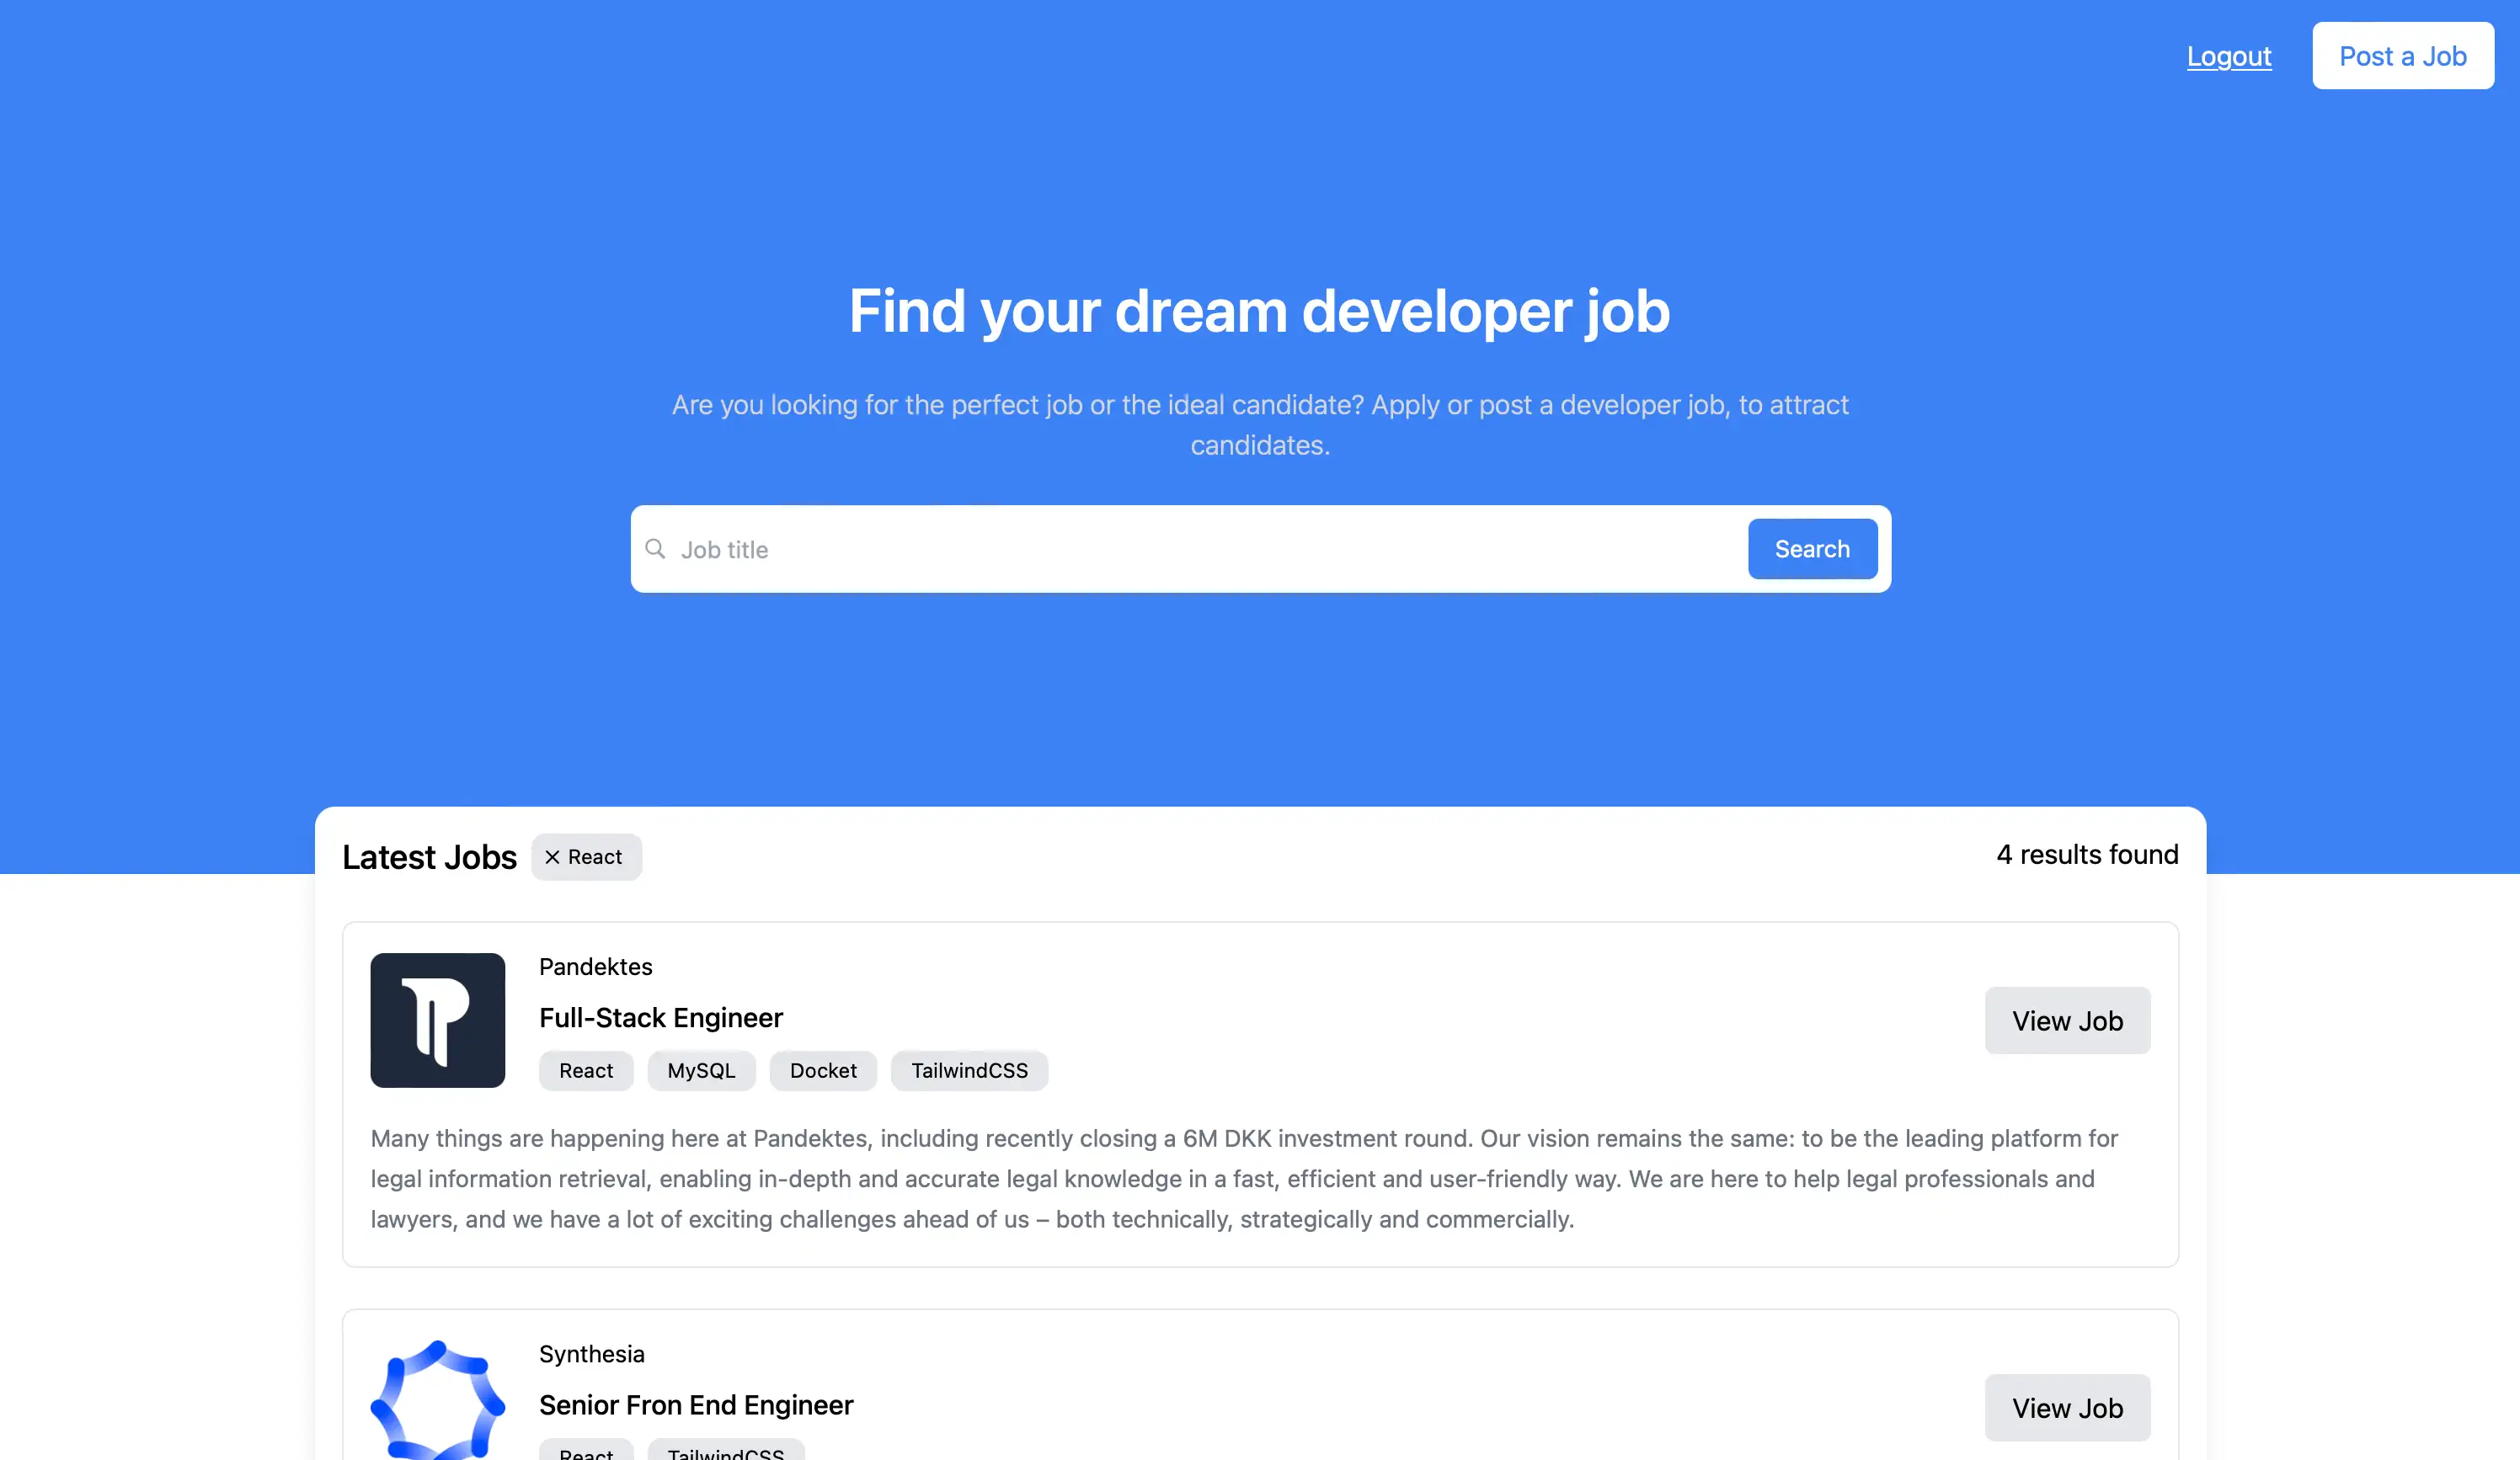 Logout
Post a Job
Find your dream developer job
Are you looking for the perfect job or the ideal candidate? Apply or post a developer job, to attract
candidates.
Job title
Search
Latest Jobs
React
4 results found
Pandektes
Full-Stack Engineer
View Job
React
MySQL
Docket
TailwindCSS
Many things are happening here at Pandektes, including recently closing a 6M DKK investment round. Our vision remains the same: to be the leading platform for
legal information retrieval, enabling in-depth and accurate legal knowledge in a fast, efficient and user-friendly way. We are here to help legal professionals and
lawyers, and we have a lot of exciting challenges ahead of us – both technically, strategically and commercially.
Synthesia
Senior Fron End Engineer
View Job
React
TailwindCSS